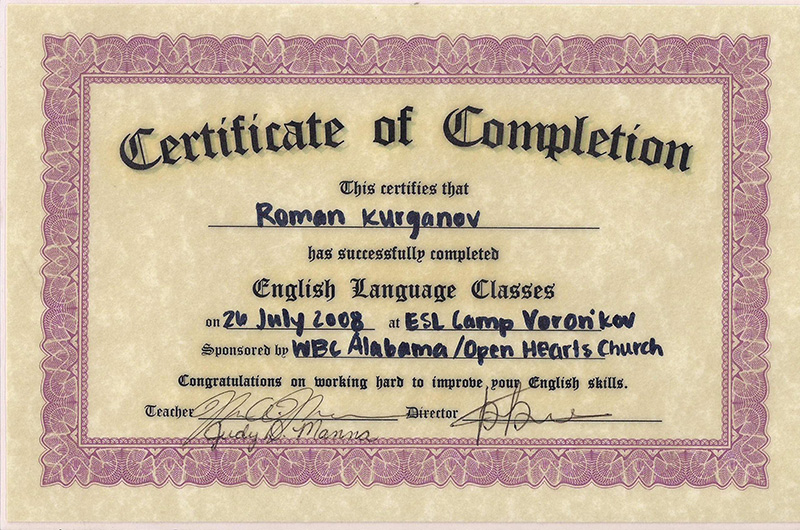 Certificate of Completion
This certifies that
Roman Kurganov
has successfully completed
English Language Classes
on 26 July 2008 at ESL Camp Voronikov
Sponsored by WBC Alabama/Open Hearts Church
Congratulations on working hard to improve your English skills.
Teacher Director
Judy D. Manna